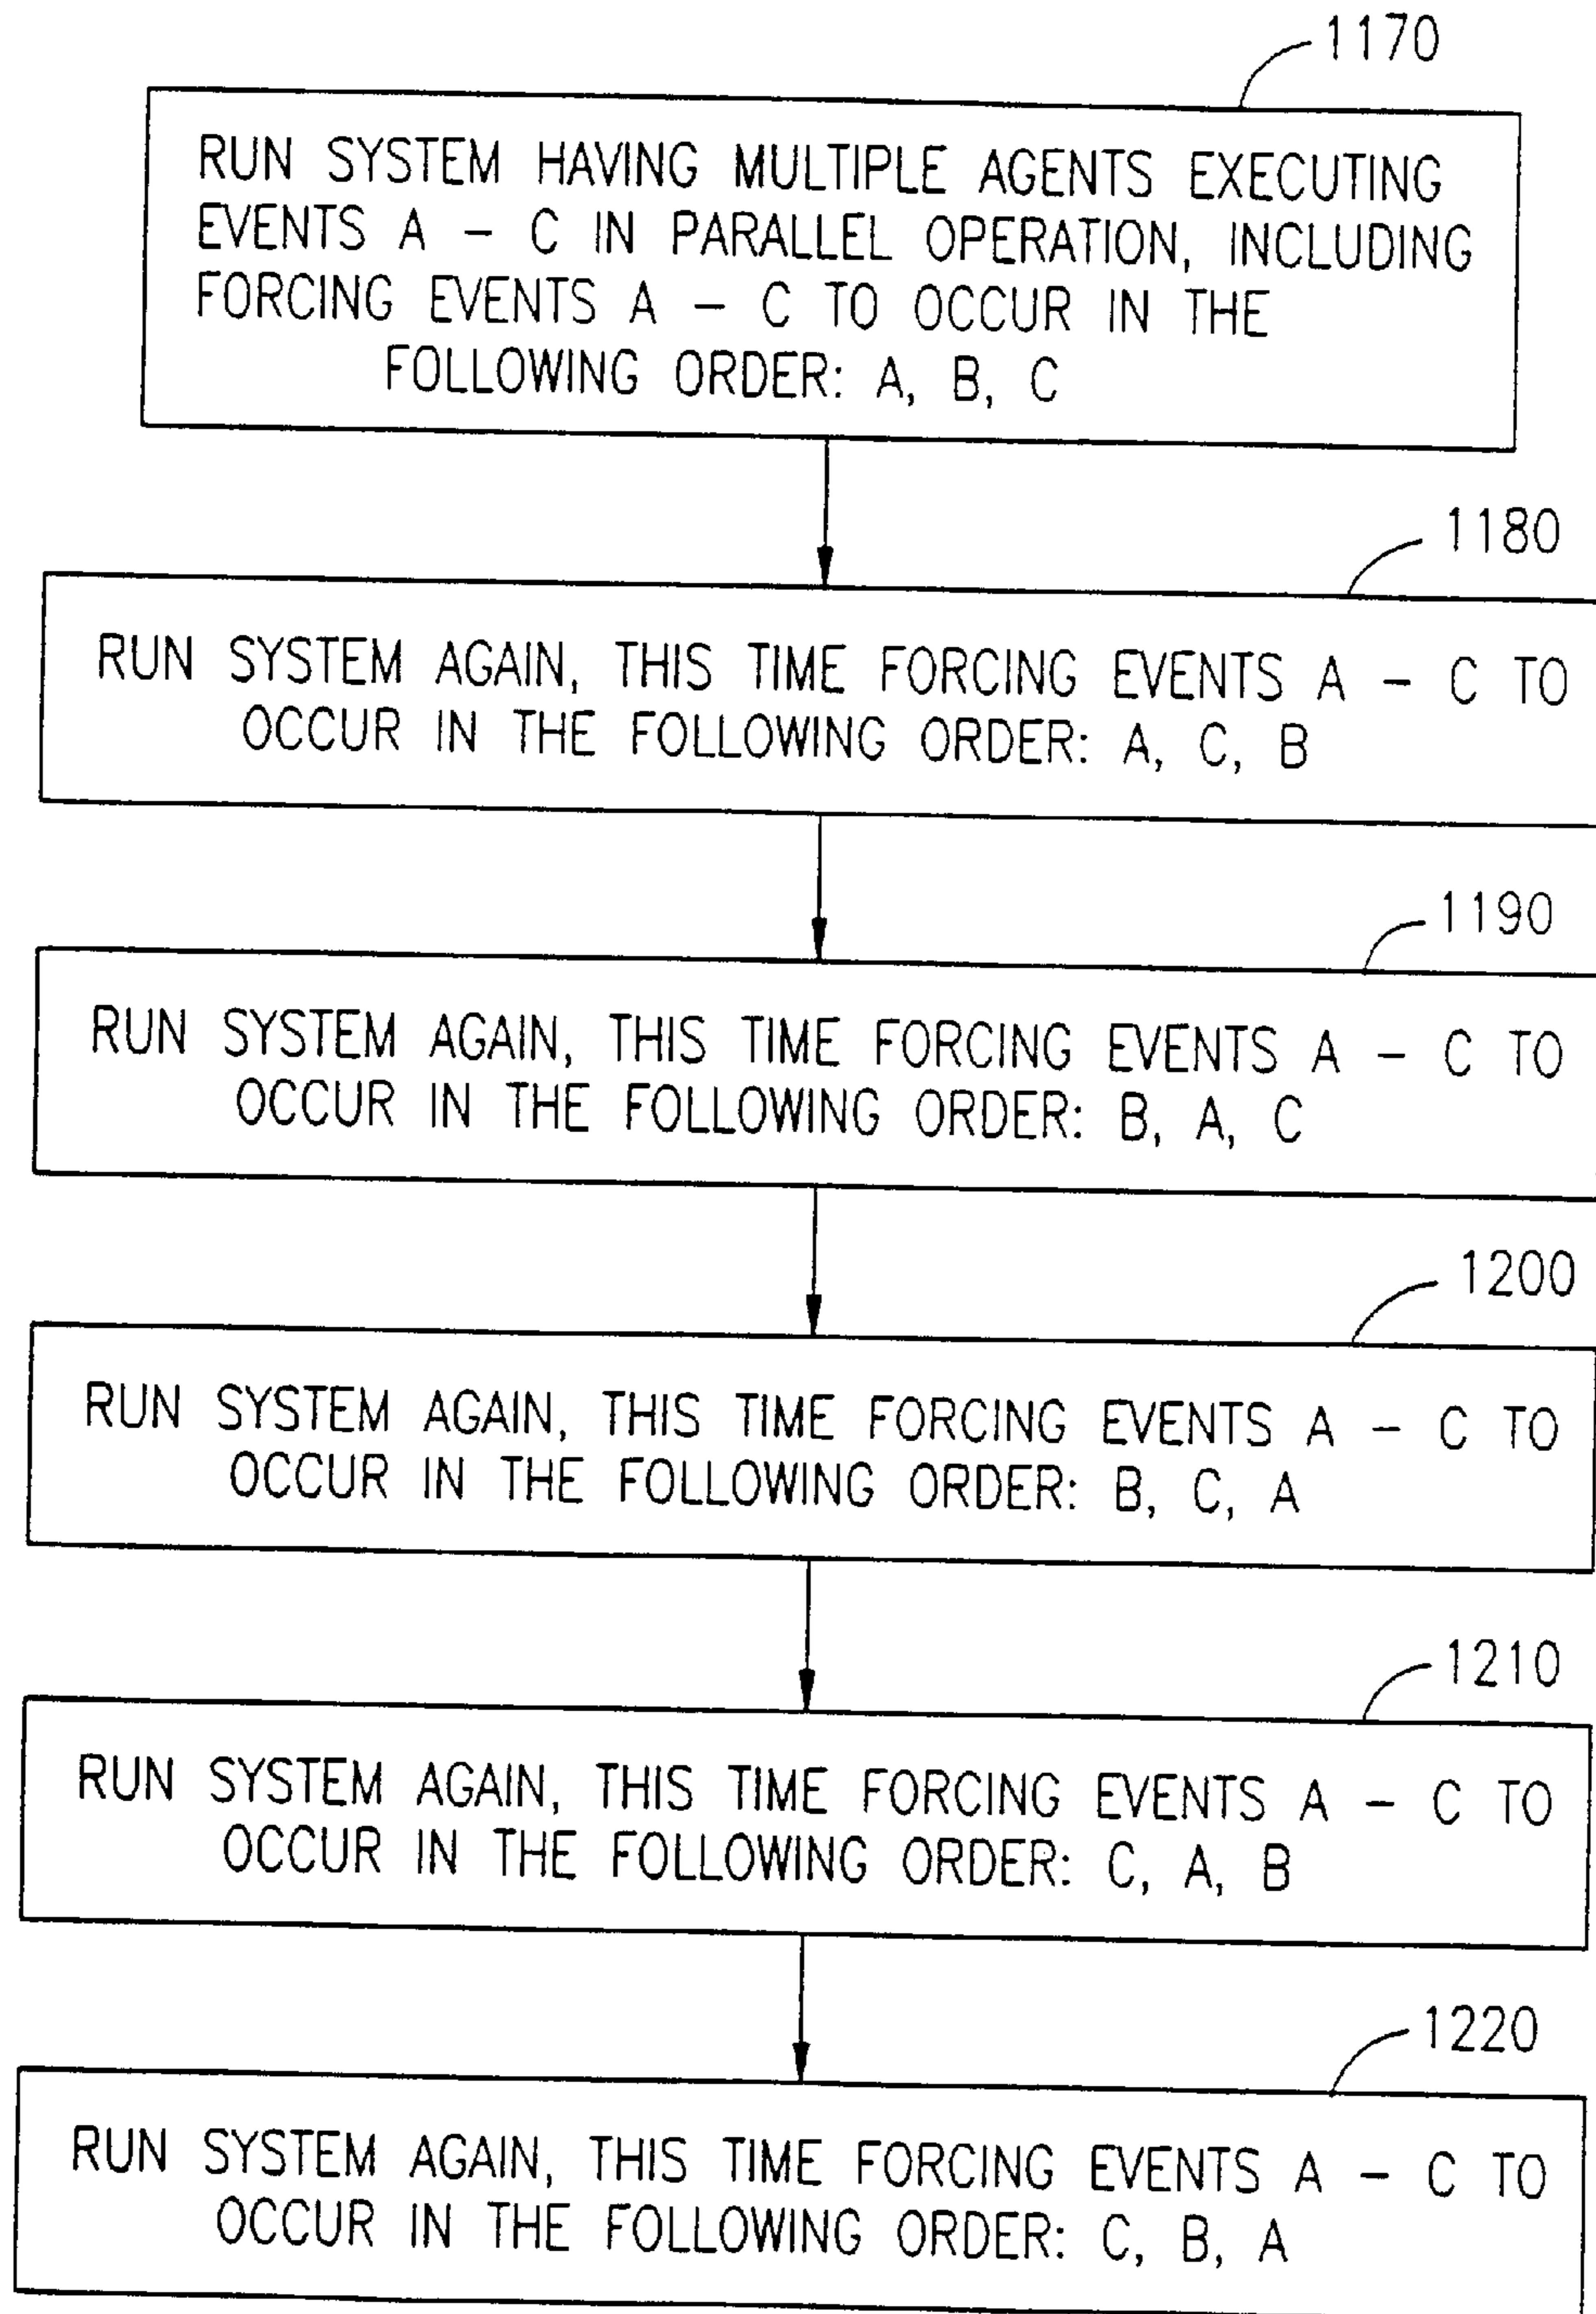 1170
RUN SYSTEM HAVING MULTIPLE AGENTS EXECUTING
EVENTS A – C IN PARALLEL OPERATION, INCLUDING
FORCING EVENTS A – C TO OCCUR IN THE
FOLLOWING ORDER: A, B, C
1180
RUN SYSTEM AGAIN, THIS TIME FORCING EVENTS A – C TO
OCCUR IN THE FOLLOWING ORDER: A, C, B
1190
RUN SYSTEM AGAIN, THIS TIME FORCING EVENTS A – C TO
OCCUR IN THE FOLLOWING ORDER: B, A, C
1200
RUN SYSTEM AGAIN, THIS TIME FORCING EVENTS A – C TO
OCCUR IN THE FOLLOWING ORDER: B, C, A
1210
RUN SYSTEM AGAIN, THIS TIME FORCING EVENTS A – C TO
OCCUR IN THE FOLLOWING ORDER: C, A, B
1220
RUN SYSTEM AGAIN, THIS TIME FORCING EVENTS A – C TO
OCCUR IN THE FOLLOWING ORDER: C, B, A